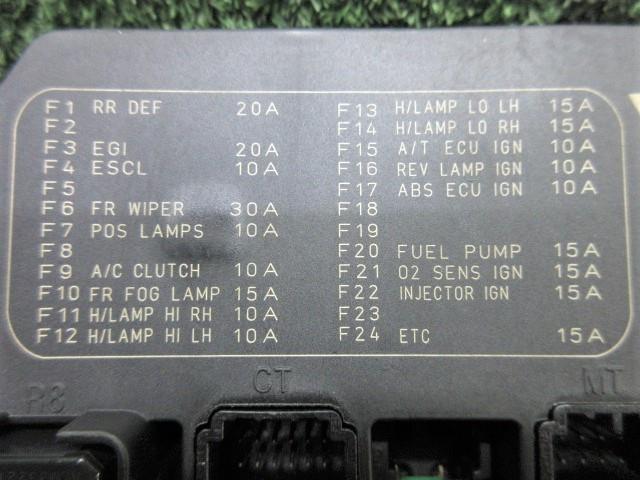 F1 RR DEF 20A
F2
F3 EGI 20A
F4 ESCL 10A
F5
F6 FR WIPER 30A
F7 POS LAMPS 10A
F8
F9 A/C CLUTCH 10A
F10 FR FOG LAMP 15A
F11 H/LAMP HI RH 10A
F12 H/LAMP HI LH 10A
F13 H/LAMP LO LH 15A
F14 H/LAMP LO RH 15A
F15 A/T ECU IGN 10A
F16 REV LAMP IGN 10A
F17 ABS ECU IGN 10A
F18
F19
F20 FUEL PUMP 15A
F21 O2 SENS IGN 15A
F22 INJECTOR IGN 15A
F23
F24 ETC 15A
R8 CT MT